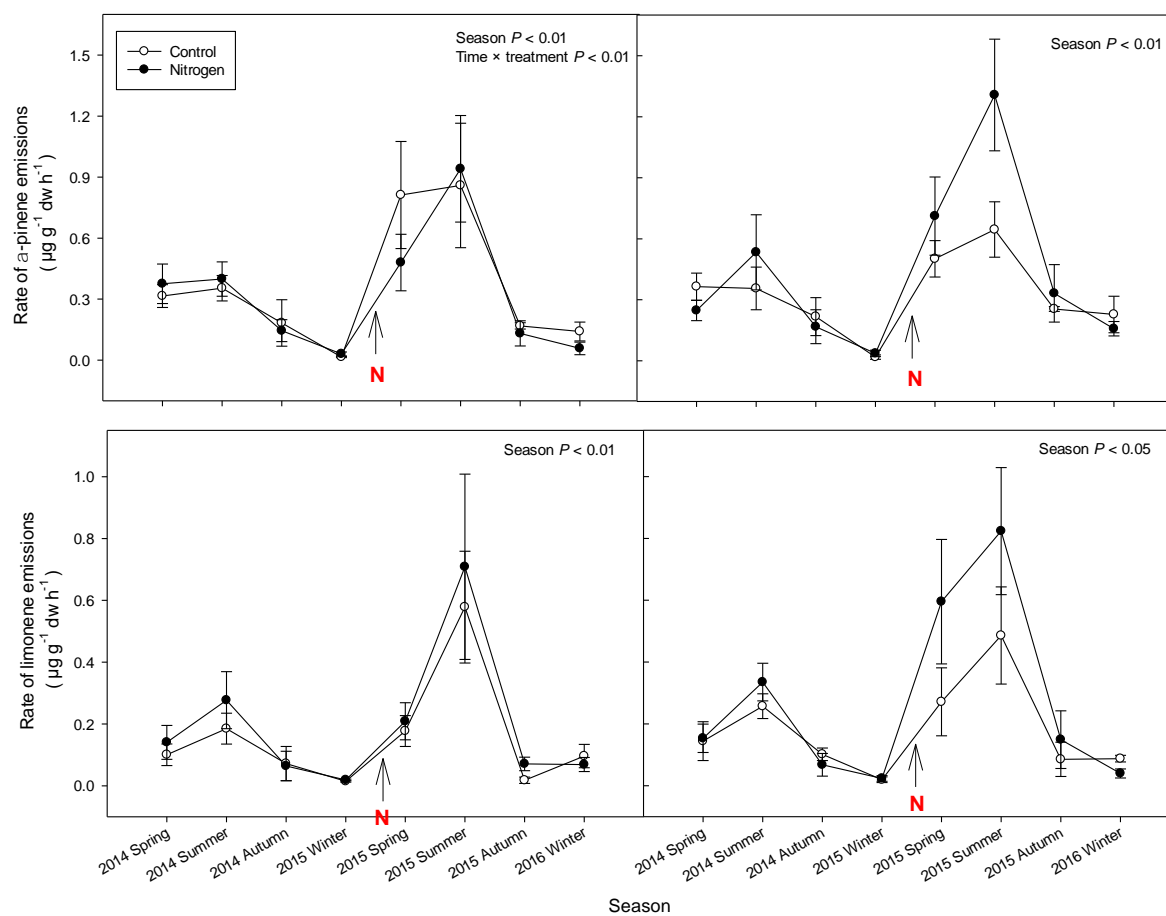 Control
Nitrogen
Season P < 0.01
Time × treatment P < 0.01
Season P < 0.01
Rate of a-pinene emissions
( µg g⁻¹ dw h⁻¹)
1.5
1.2
0.9
0.6
0.3
0.0
N
N
Season P < 0.01
Season P < 0.05
Rate of limonene emissions
( µg g⁻¹ dw h⁻¹)
1.0
0.8
0.6
0.4
0.2
0.0
N
N
2014 Spring
2014 Summer
2014 Autumn
2015 Winter
2015 Spring
2015 Summer
2015 Autumn
2016 Winter
2014 Spring
2014 Summer
2014 Autumn
2015 Winter
2015 Spring
2015 Summer
2015 Autumn
2016 Winter
Season